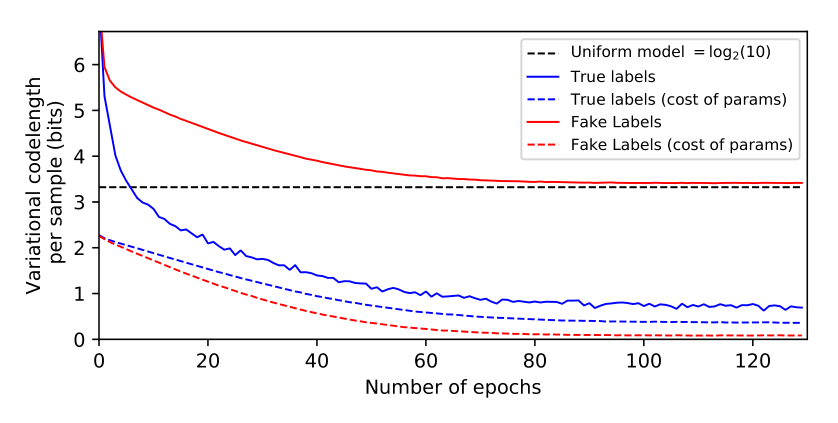 Variational codelength
per sample (bits)
6
5
4
3
2
1
0
0 20 40 60 80 100 120
Number of epochs
Uniform model = log₂(10)
True labels
True labels (cost of params)
Fake Labels
Fake Labels (cost of params)